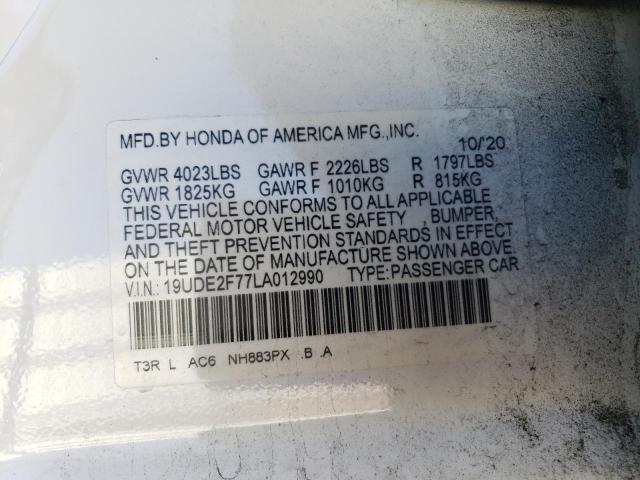 MFD.BY HONDA OF AMERICA MFG.,INC. 10/'20
GVWR 4023LBS GAWR F 2226LBS R 1797LBS
GVWR 1825KG GAWR F 1010KG R 815KG
THIS VEHICLE CONFORMS TO ALL APPLICABLE
FEDERAL MOTOR VEHICLE SAFETY , BUMPER,
AND THEFT PREVENTION STANDARDS IN EFFECT
ON THE DATE OF MANUFACTURE SHOWN ABOVE.
V.I.N.: 19UDE2F77LA012990 TYPE:PASSENGER CAR
T3R L AC6 NH883PX .B .A